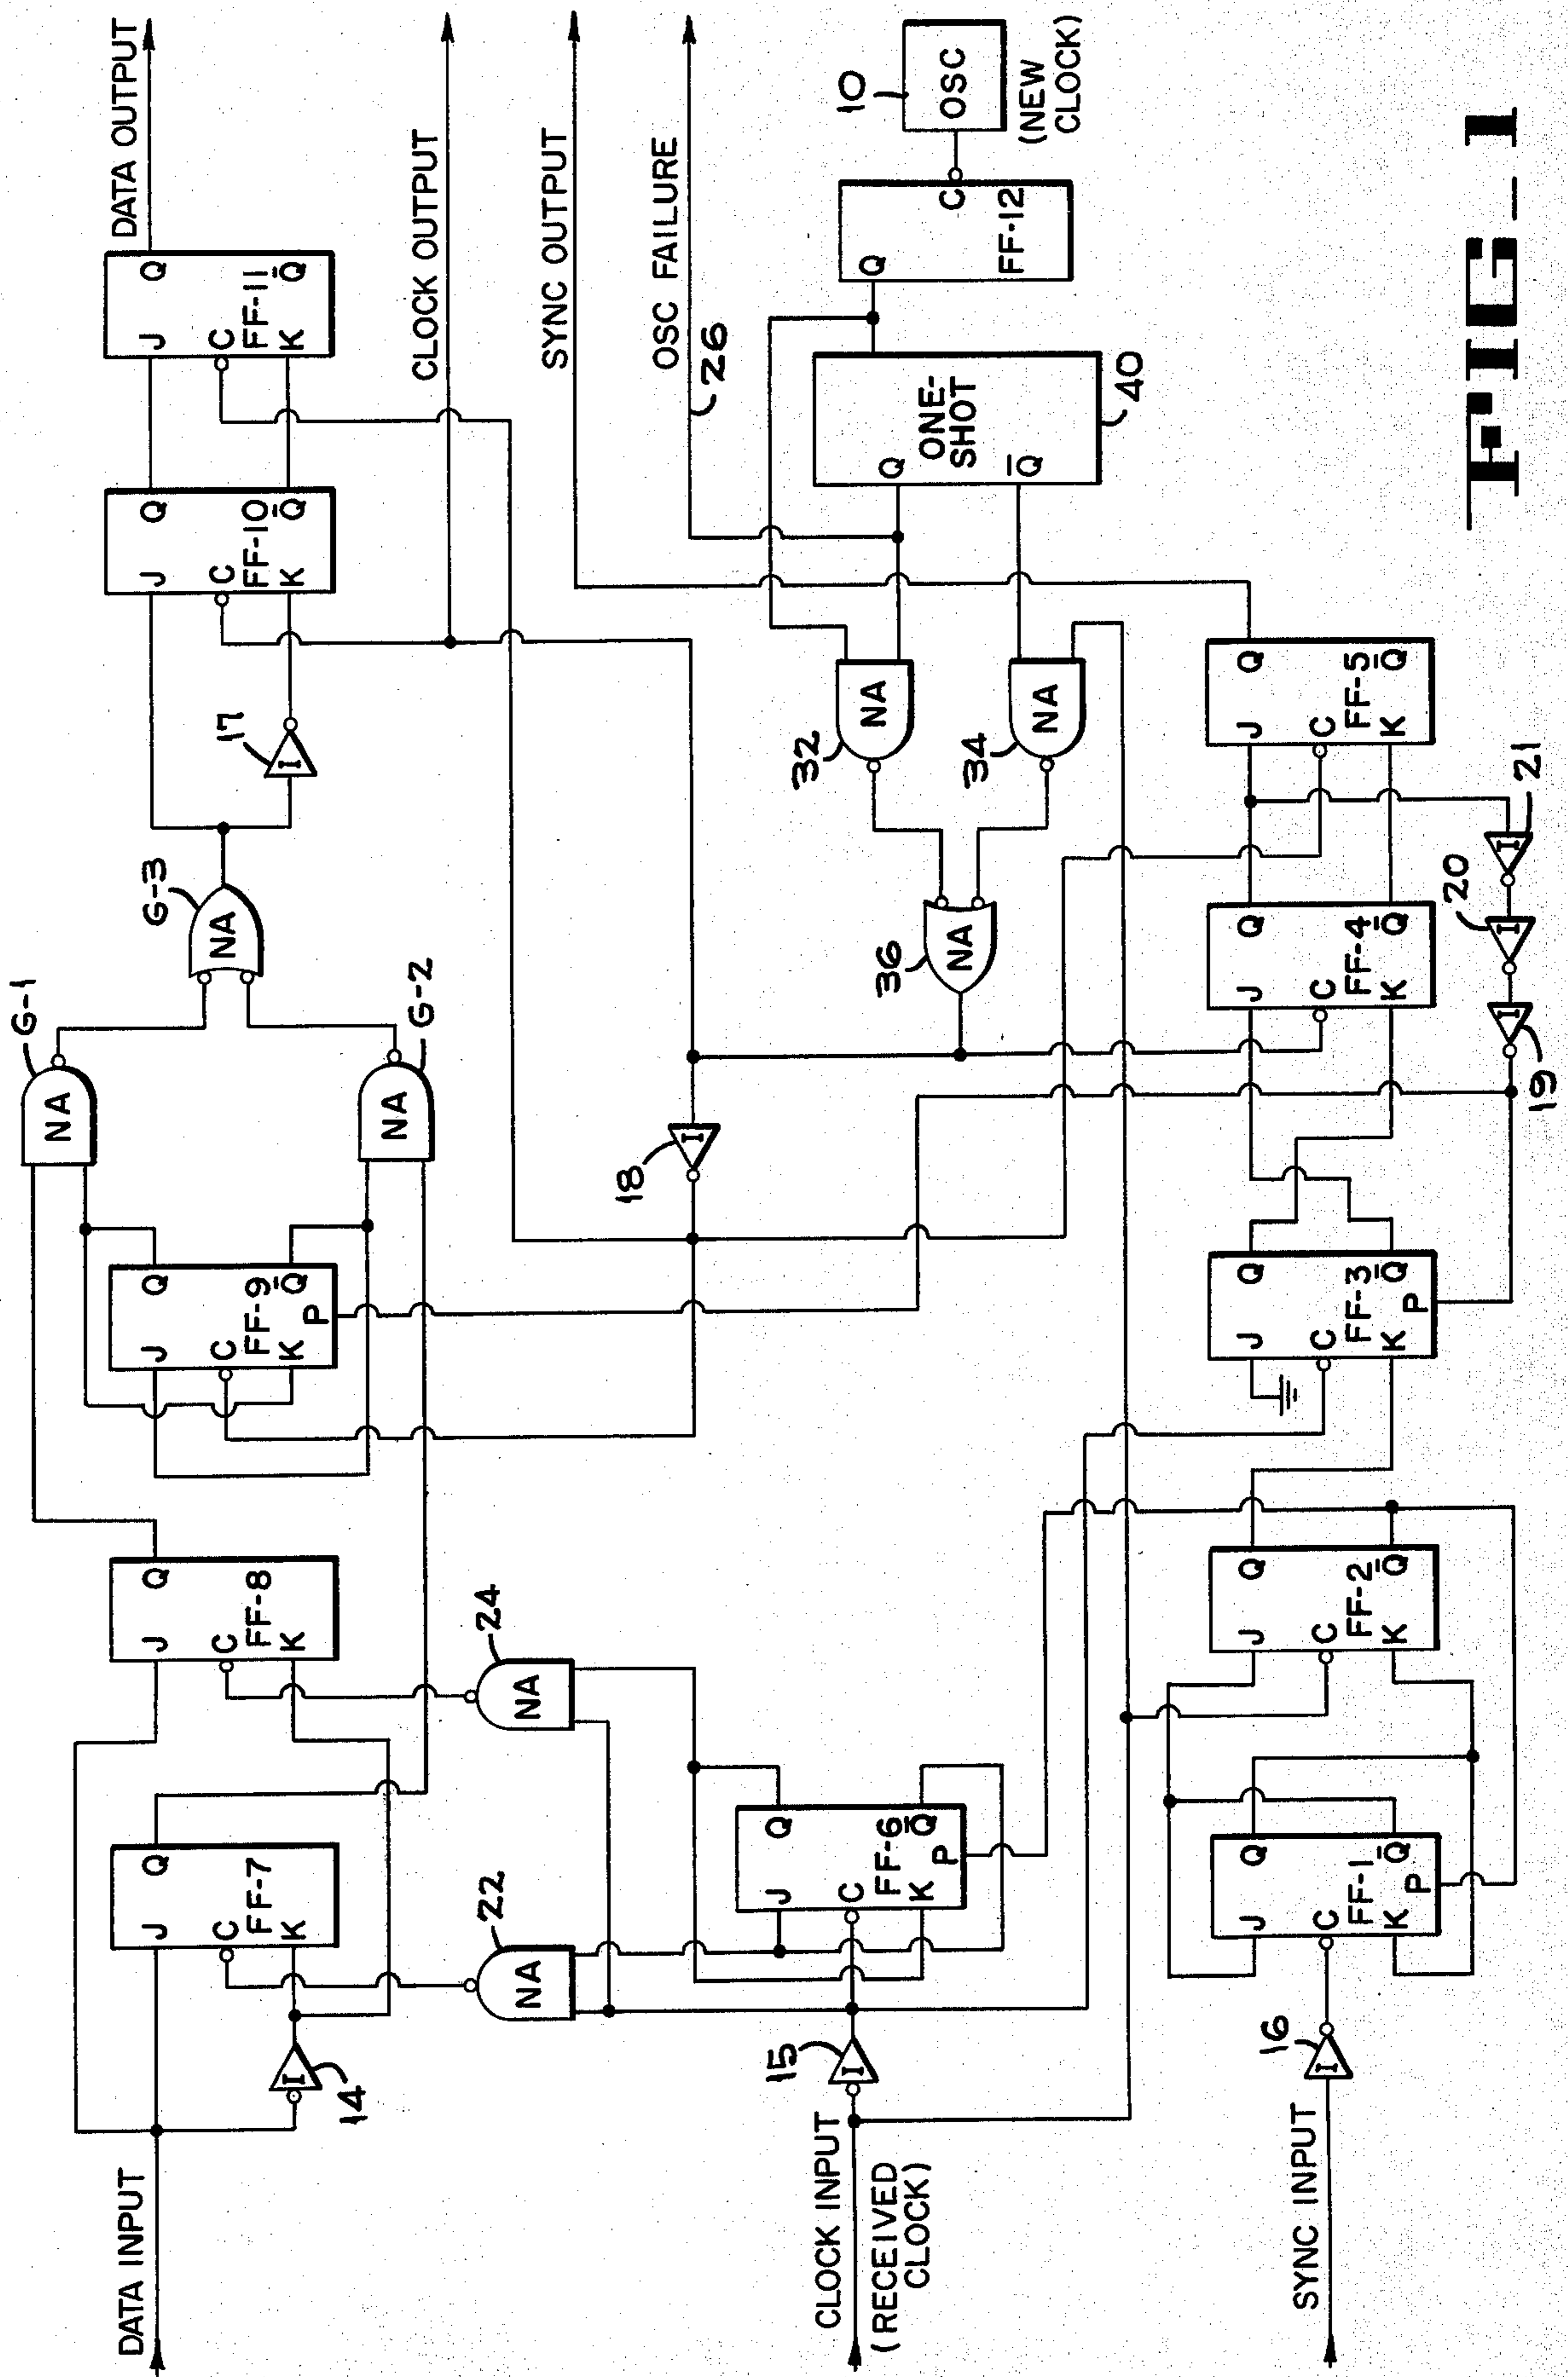 DATA INPUT
14
I
J
C
K
FF-7
Q
22
NA
J
C
K
FF-8
Q
24
NA
J
C
K
FF-9
Q
Q̅
P
G-1
NA
G-2
NA
G-3
NA
17
I
J
C
K
FF-10
Q
Q̅
J
C
K
FF-11
Q
Q̅
DATA OUTPUT
CLOCK OUTPUT
SYNC OUTPUT
OSC FAILURE
26
18
I
CLOCK INPUT
(RECEIVED
CLOCK)
15
I
J
C
K
FF-6
Q
Q̅
P
36
NA
32
NA
34
NA
Q
Q̅
ONE-
SHOT
40
Q
C
FF-12
10
OSC
(NEW
CLOCK)
SYNC INPUT
16
I
J
C
K
FF-1
Q
Q̅
P
J
C
K
FF-2
Q
Q̅
J
C
K
FF-3
Q
Q̅
P
J
C
K
FF-4
Q
Q̅
J
C
K
FF-5
Q
Q̅
19
I
20
I
21
I
FIG-1